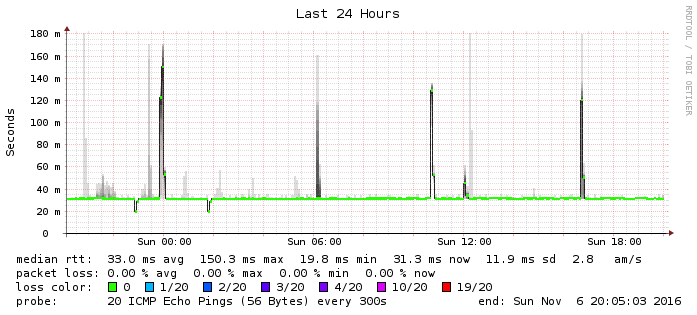 Last 24 Hours
RRDTOOL / TOBI OETIKER
Seconds
180 m
160 m
140 m
120 m
100 m
80 m
60 m
40 m
20 m
0
Sun 00:00 Sun 06:00 Sun 12:00 Sun 18:00
median rtt: 33.0 ms avg 150.3 ms max 19.8 ms min 31.3 ms now 11.9 ms sd 2.8 am/s
packet loss: 0.00 % avg 0.00 % max 0.00 % min 0.00 % now
loss color: 0 1/20 2/20 3/20 4/20 10/20 19/20
probe: 20 ICMP Echo Pings (56 Bytes) every 300s end: Sun Nov 6 20:05:03 2016